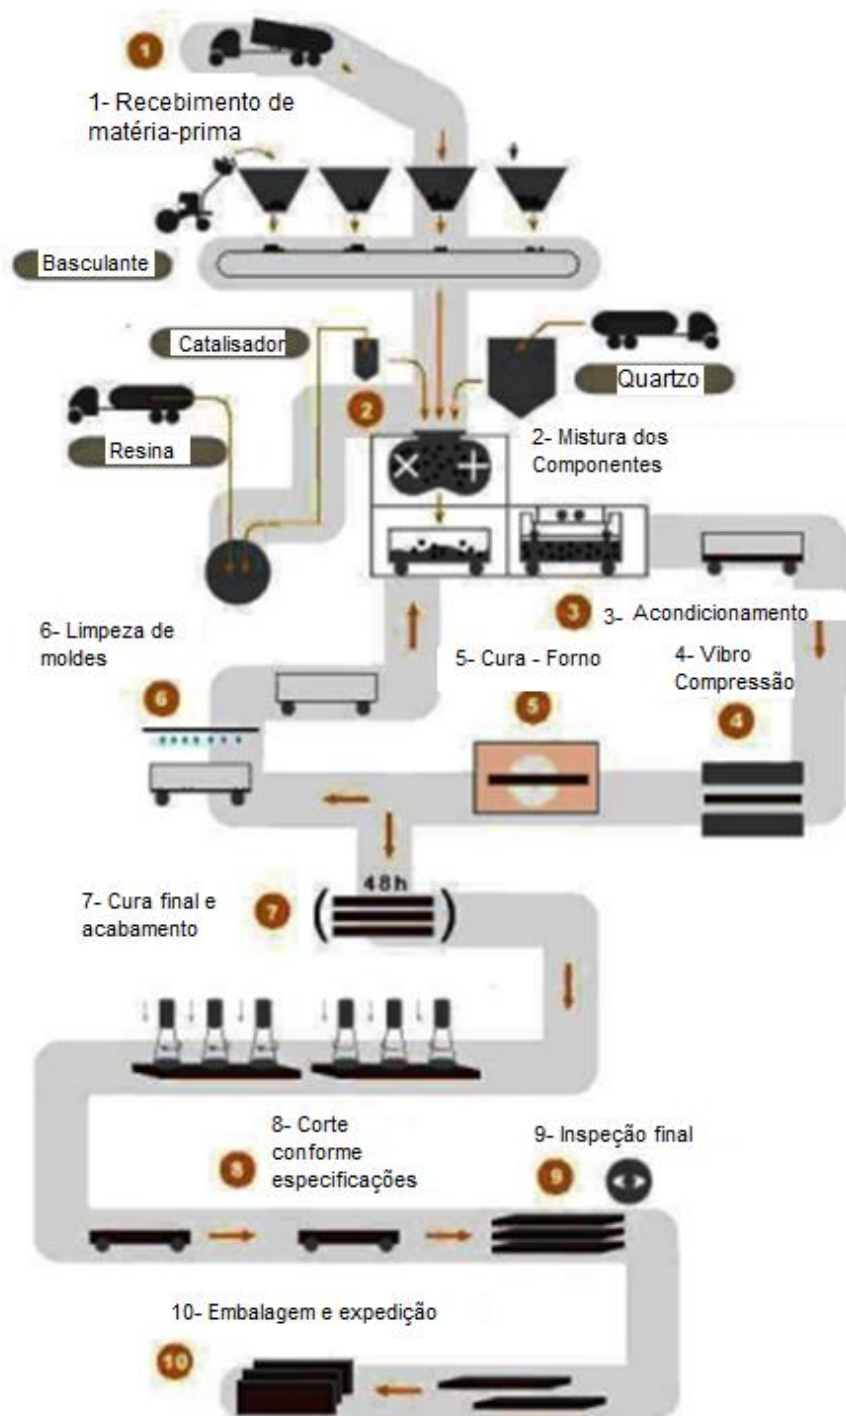 1
1- Recebimento de
matéria-prima
Basculante
Catalisador
Quartzo
2
Resina
2- Mistura dos
Componentes
3
3- Acondicionamento
6- Limpeza de
moldes
5- Cura - Forno
4- Vibro
Compressão
6
5
4
48h
7- Cura final e
acabamento
7
8- Corte
conforme
especificações
8
9- Inspeção final
9
10- Embalagem e expedição
10